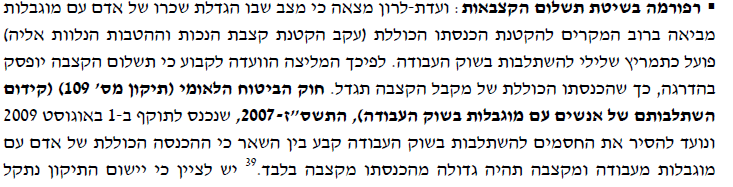 ▪ רפורמה בשיטת תשלום הקצבאות: ועדת-לרון מצאה כי מצב שבו הגדלת שכרו של אדם עם מוגבלות
מביאה ברוב המקרים להקטנת הכנסתו הכוללת (עקב הקטנת קצבת הנכות וההטבות הנלוות אליה)
פועל כתמריץ שלילי להשתלבות בשוק העבודה. לפיכך המליצה הוועדה לקבוע כי תשלום הקצבה יופסק
בהדרגה, כך שהכנסתו הכוללת של מקבל הקצבה תגדל. חוק הביטוח הלאומי (תיקון מס' 109) (קידום
השתלבותם של אנשים עם מוגבלות בשוק העבודה), התשס"ז-2007, שנכנס לתוקף ב-1 באוגוסט 2009
ונועד להסיר את החסמים להשתלבות בשוק העבודה קבע בין השאר כי ההכנסה הכוללת של אדם עם
מוגבלות מעבודה ומקצבה תהיה גדולה מהכנסתו מקצבה בלבד.39 יש לציין כי יישום התיקון נתקל